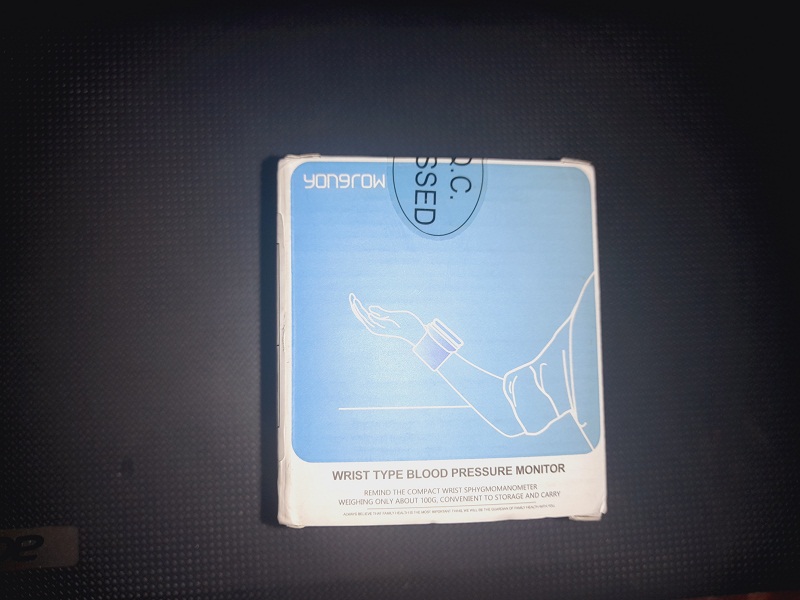 yongrow
Q.C.
SSED
WRIST TYPE BLOOD PRESSURE MONITOR
REMIND THE COMPACT WRIST SPHYGMOMANOMETER
WEIGHING ONLY ABOUT 100G, CONVENIENT TO STORAGE AND CARRY